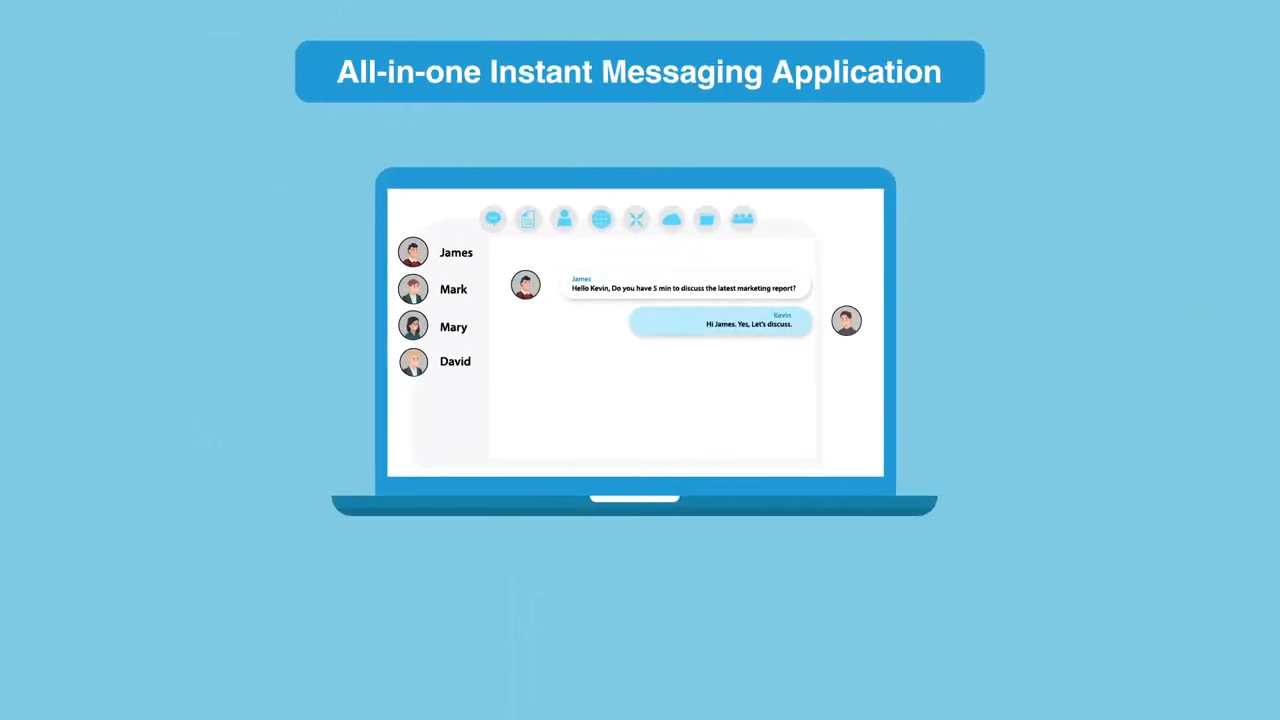 All-in-one Instant Messaging Application
James
Mark
Mary
David
James
Hello Kevin, Do you have 5 min to discuss the latest marketing report?
Kevin
Hi James. Yes, Let's discuss.